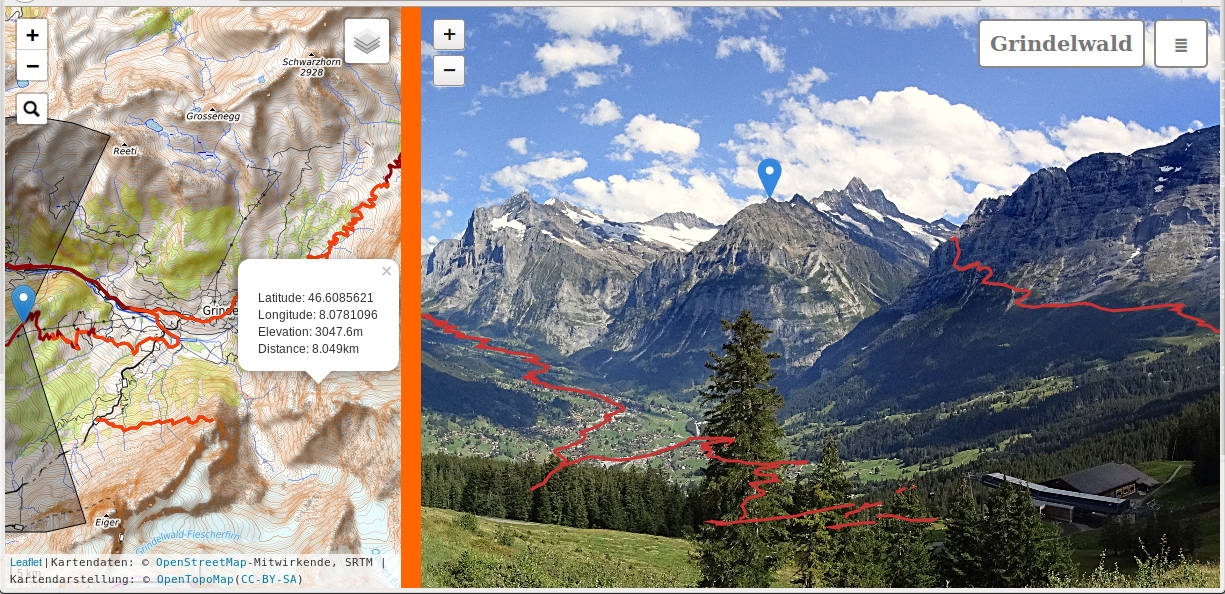 +
−
Schwarzhorn
2928
Grossenegg
Reeti
×
Latitude: 46.6085621
Longitude: 8.0781096
Elevation: 3047.6m
Distance: 8.049km
Grinde
Eiger
Grindelwald-Fiescherfirn
Leaflet | Kartendaten: © OpenStreetMap-Mitwirkende, SRTM |
Kartendarstellung: © OpenTopoMap(CC-BY-SA)
+
−
Grindelwald
≣